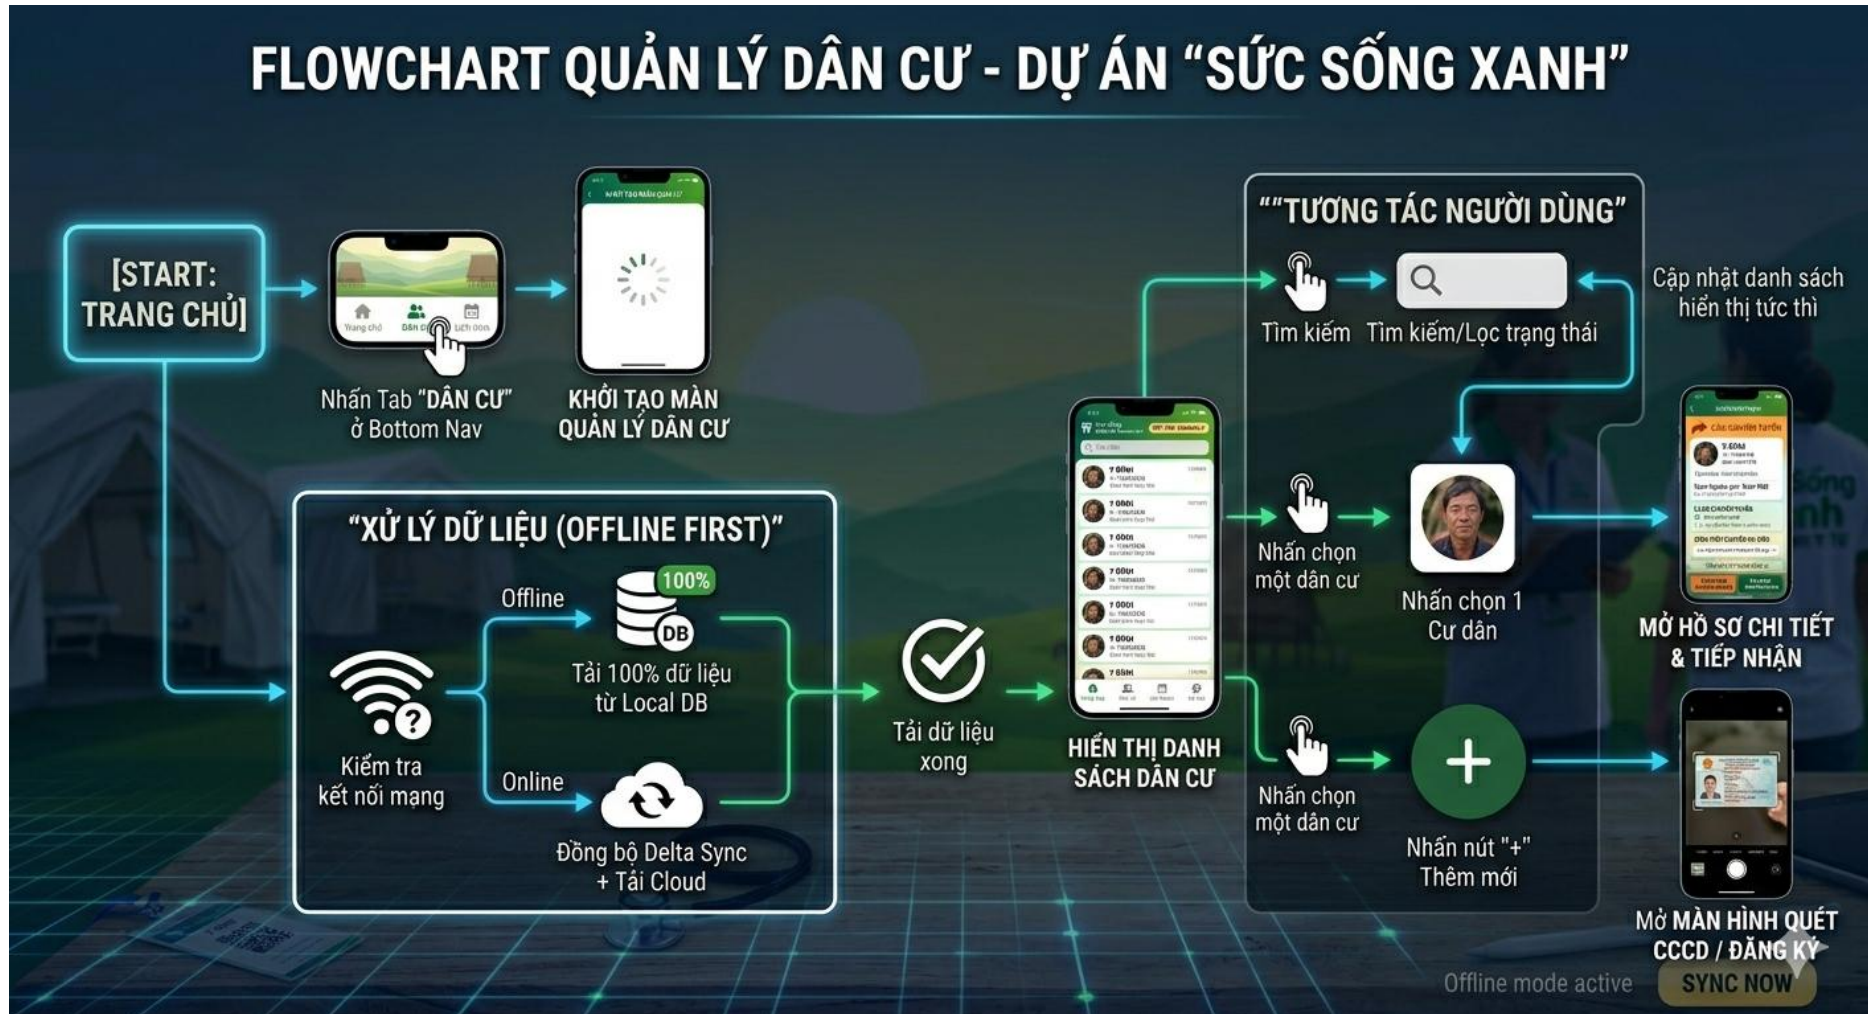 FLOWCHART QUẢN LÝ DÂN CƯ - DỰ ÁN “SỨC SỐNG XANH”
[START:
TRANG CHỦ]
Trang chủ
Nhấn Tab "DÂN CƯ"
ở Bottom Nav
KHỞI TẠO MÀN
QUẢN LÝ DÂN CƯ
“XỬ LÝ DỮ LIỆU (OFFLINE FIRST)”
Kiểm tra
kết nối mạng
Offline
100%
DB
Tải 100% dữ liệu
từ Local DB
Online
Đồng bộ Delta Sync
+ Tải Cloud
Tải dữ liệu
xong
HIỂN THỊ DANH
SÁCH DÂN CƯ
““TƯƠNG TÁC NGƯỜI DÙNG”
Tìm kiếm
Tìm kiếm/Lọc trạng thái
Cập nhật danh sách
hiển thị tức thì
Nhấn chọn
một dân cư
Nhấn chọn 1
Cư dân
MỞ HỒ SƠ CHI TIẾT
& TIẾP NHẬN
Nhấn chọn
một dân cư
Nhấn nút "+"
Thêm mới
Mở MÀN HÌNH QUÉT
CCCD / ĐĂNG KÝ
Offline mode active
SYNC NOW